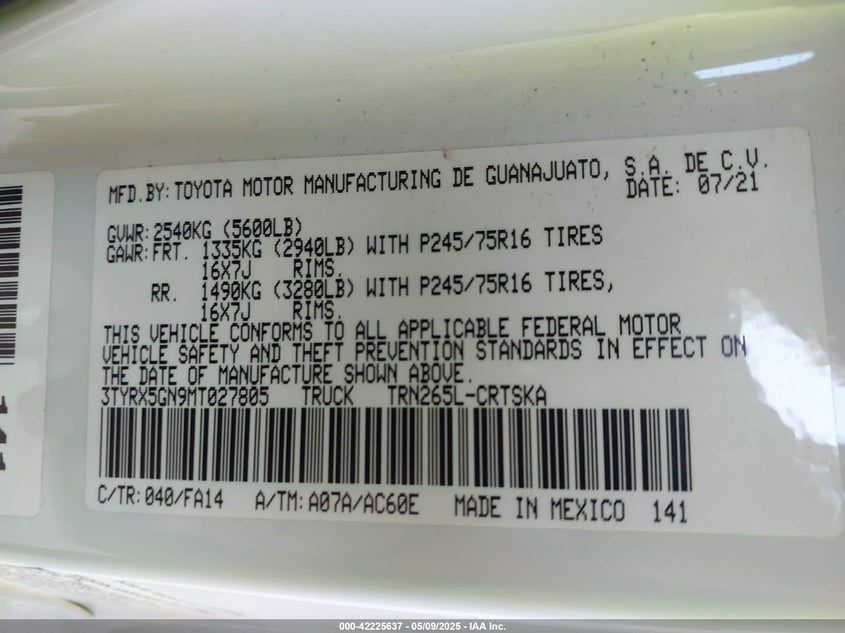 MFD.BY:TOYOTA MOTOR MANUFACTURING DE GUANAJUATO, S.A. DE C.V.
DATE: 07/21
GVWR:2540KG (5600LB)
GAWR:FRT. 1335KG (2940LB) WITH P245/75R16 TIRES
16X7J RIMS.
RR. 1490KG (3280LB) WITH P245/75R16 TIRES,
16X7J RIMS.
THIS VEHICLE CONFORMS TO ALL APPLICABLE FEDERAL MOTOR
VEHICLE SAFETY AND THEFT PREVENTION STANDARDS IN EFFECT ON
THE DATE OF MANUFACTURE SHOWN ABOVE.
3TYRX5GN9MT027805 TRUCK TRN265L-CRTSKA
C/TR:040/FA14 A/TM:A07A/AC60E MADE IN MEXICO 141
000-42225637 - 05/09/2025 - IAA Inc.